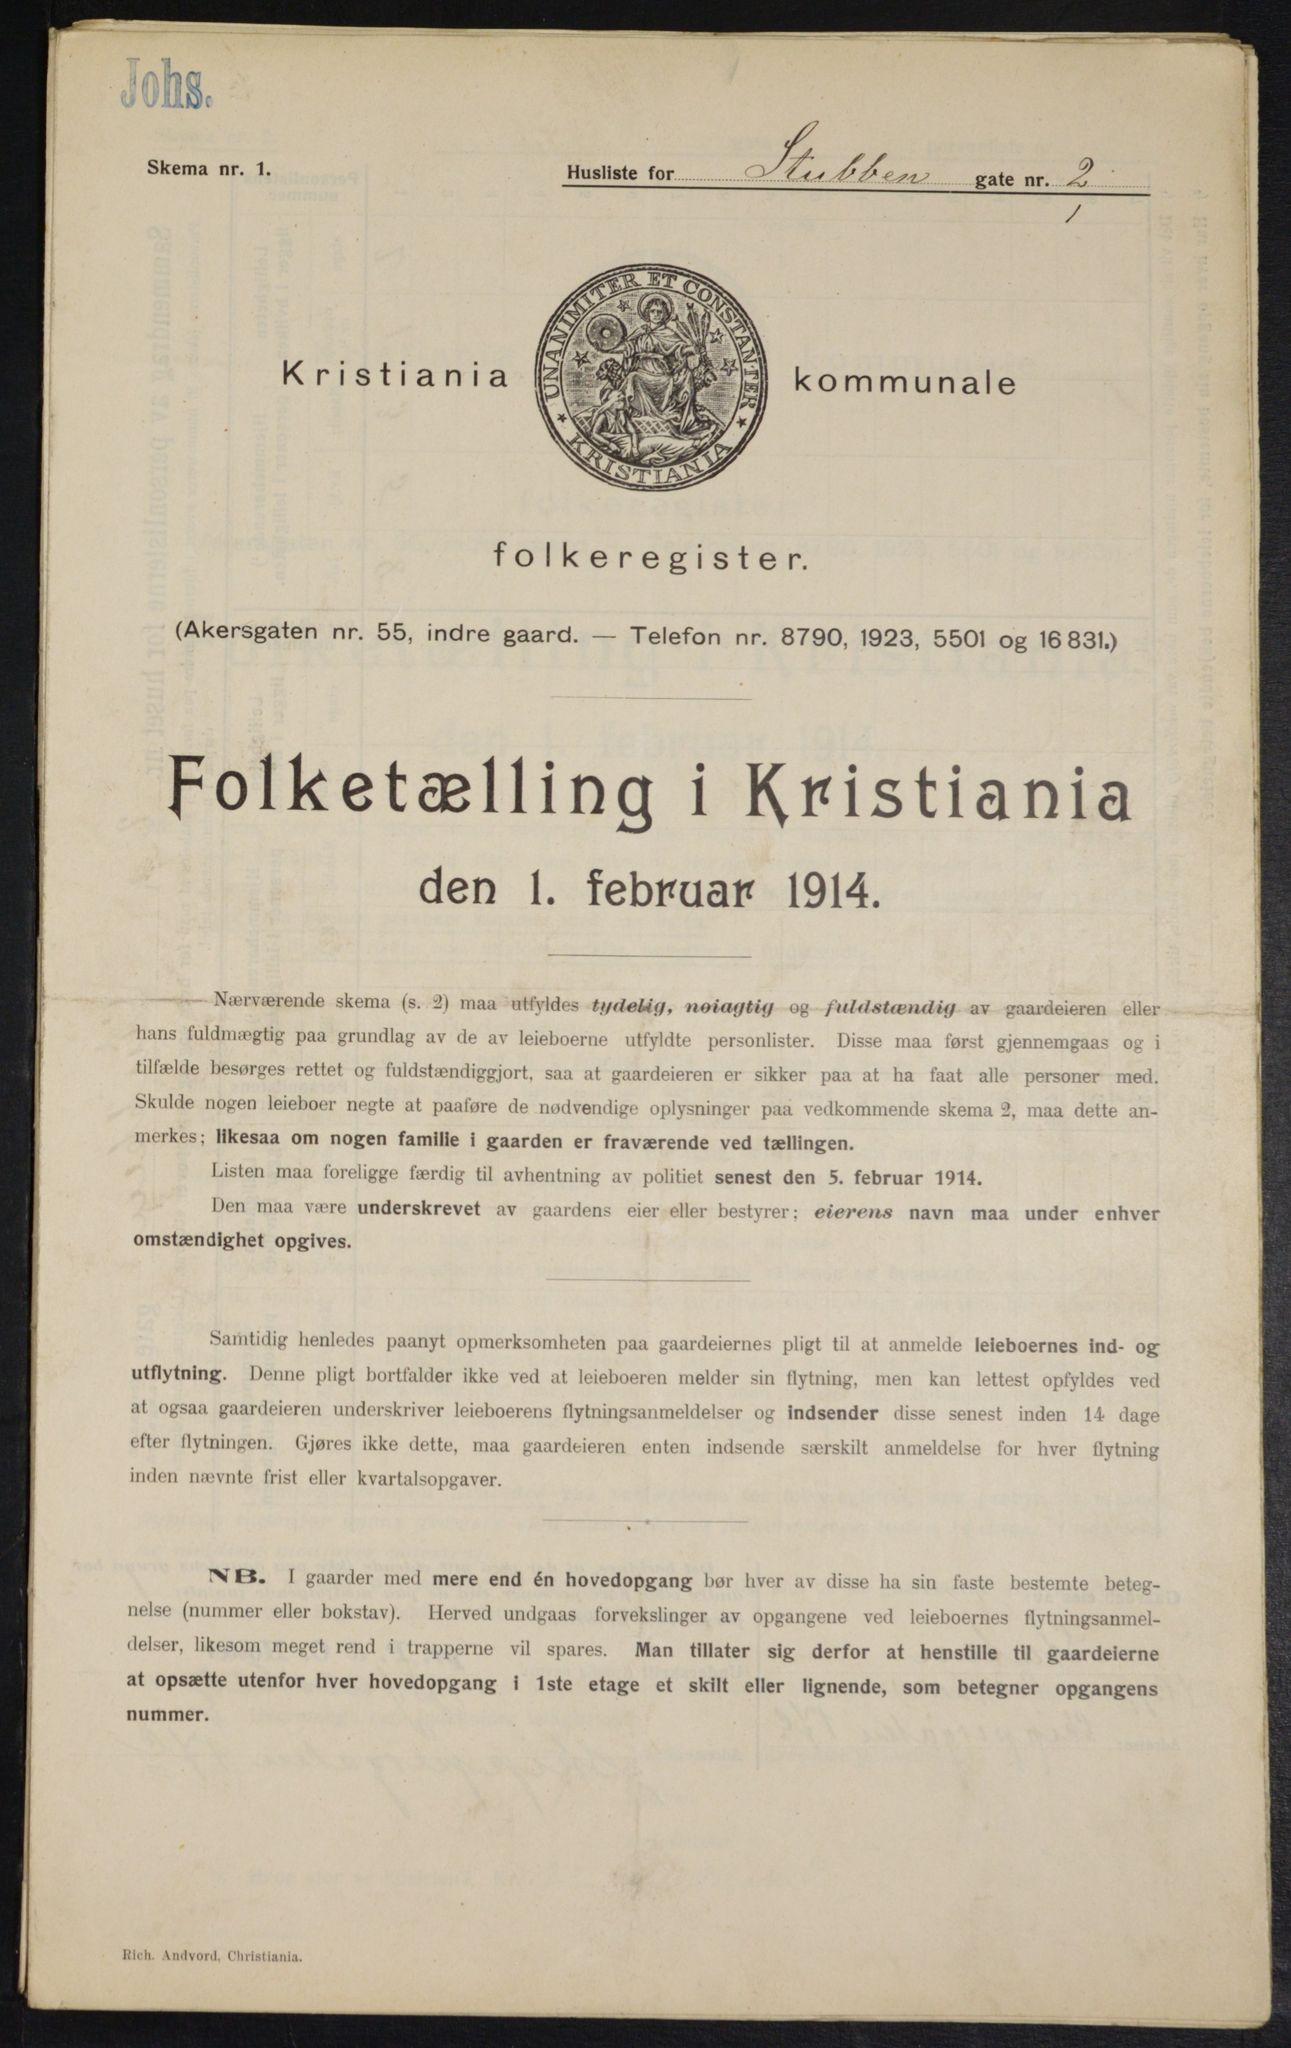 Johs.
Skema nr. 1.
Husliste for Stubben gate nr. 2
UNANIMITER ET CONSTANTER
KRISTIANIA
Kristiania kommunale
folkeregister.
(Akersgaten nr. 55, indre gaard. — Telefon nr. 8790, 1923, 5501 og 16 831.)
Folketælling i Kristiania
den 1. februar 1914.
Nærværende skema (s. 2) maa utfyldes tydelig, nøiagtig og fuldstændig av gaardeieren eller
hans fuldmægtig paa grundlag av de av leieboerne utfyldte personlister. Disse maa først gjennemgaas og i
tilfælde besørges rettet og fuldstændiggjort, saa at gaardeieren er sikker paa at ha faat alle personer med.
Skulde nogen leieboer negte at paaføre de nødvendige oplysninger paa vedkommende skema 2, maa dette an-
merkes; likesaa om nogen familie i gaarden er fraværende ved tællingen.
Listen maa foreligge færdig til avhentning av politiet senest den 5. februar 1914.
Den maa være underskrevet av gaardens eier eller bestyrer; eierens navn maa under enhver
omstændighet opgives.
Samtidig henledes paanyt opmerksomheten paa gaardeiernes pligt til at anmelde leieboernes ind- og
utflytning. Denne pligt bortfalder ikke ved at leieboeren melder sin flytning, men kan lettest opfyldes ved
at ogsaa gaardeieren underskriver leieboerens flytningsanmeldelser og indsender disse senest inden 14 dage
efter flytningen. Gjøres ikke dette, maa gaardeieren enten indsende særskilt anmeldelse for hver flytning
inden nævnte frist eller kvartalsopgaver.
NB. I gaarder med mere end én hovedopgang bør hver av disse ha sin faste bestemte beteg-
nelse (nummer eller bokstav). Herved undgaas forvekslinger av opgangene ved leieboernes flytningsanmel-
delser, likesom meget rend i trapperne vil spares. Man tillater sig derfor at henstille til gaardeierne
at opsætte utenfor hver hovedopgang i 1ste etage et skilt eller lignende, som betegner opgangens
nummer.
Rich. Andvord, Christiania.